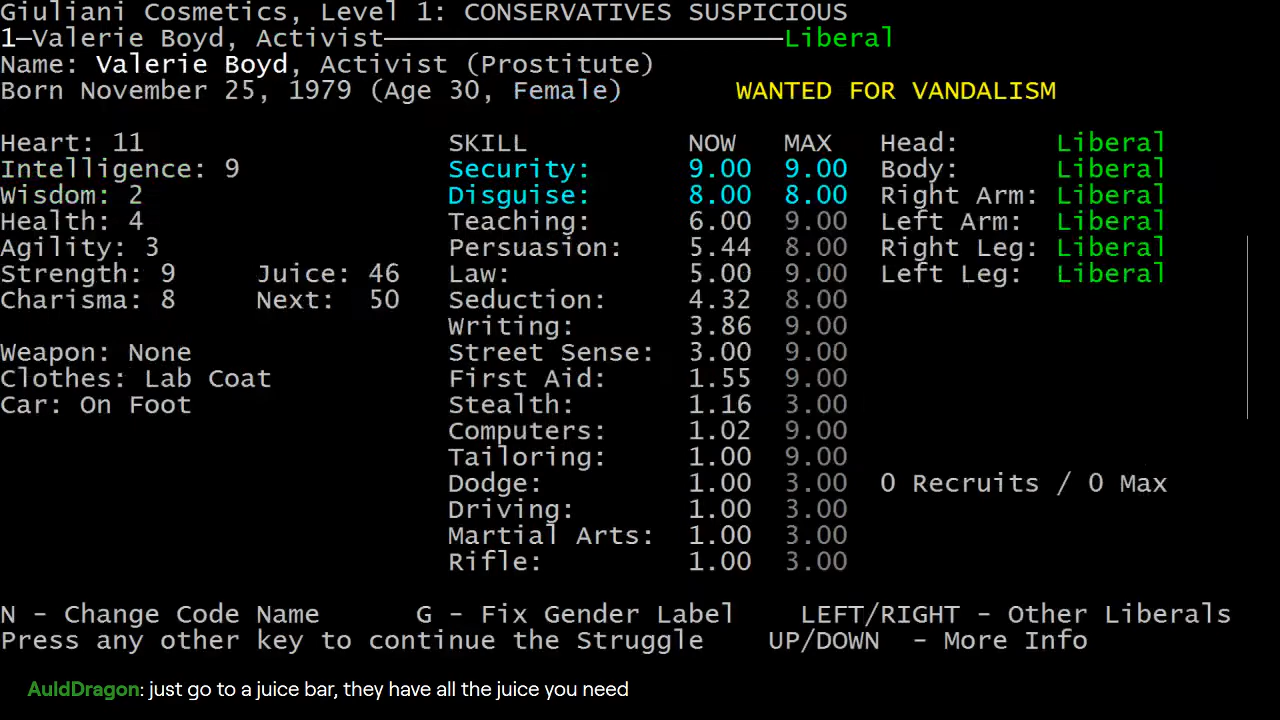 Giuliani Cosmetics, Level 1: CONSERVATIVES SUSPICIOUS
1—Valerie Boyd, Activist—Liberal
Name: Valerie Boyd, Activist (Prostitute)
Born November 25, 1979 (Age 30, Female) WANTED FOR VANDALISM
Heart: 11 SKILL NOW MAX Head: Liberal
Intelligence: 9 Security: 9.00 9.00 Body: Liberal
Wisdom: 2 Disguise: 8.00 8.00 Right Arm: Liberal
Health: 4 Teaching: 6.00 9.00 Left Arm: Liberal
Agility: 3 Persuasion: 5.44 8.00 Right Leg: Liberal
Strength: 9 Juice: 46 Law: 5.00 9.00 Left Leg: Liberal
Charisma: 8 Next: 50 Seduction: 4.32 8.00
Writing: 3.86 9.00
Weapon: None Street Sense: 3.00 9.00
Clothes: Lab Coat First Aid: 1.55 9.00
Car: On Foot Stealth: 1.16 3.00
Computers: 1.02 9.00
Tailoring: 1.00 9.00
Dodge: 1.00 3.00 0 Recruits / 0 Max
Driving: 1.00 3.00
Martial Arts: 1.00 3.00
Rifle: 1.00 3.00
N - Change Code Name G - Fix Gender Label LEFT/RIGHT - Other Liberals
Press any other key to continue the Struggle UP/DOWN - More Info
AuldDragon: just go to a juice bar, they have all the juice you need